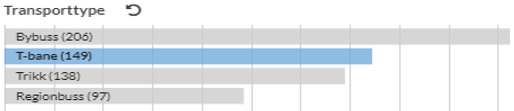 Transporttype
Bybuss (206)
T-bane (149)
Trikk (138)
Regionbuss (97)